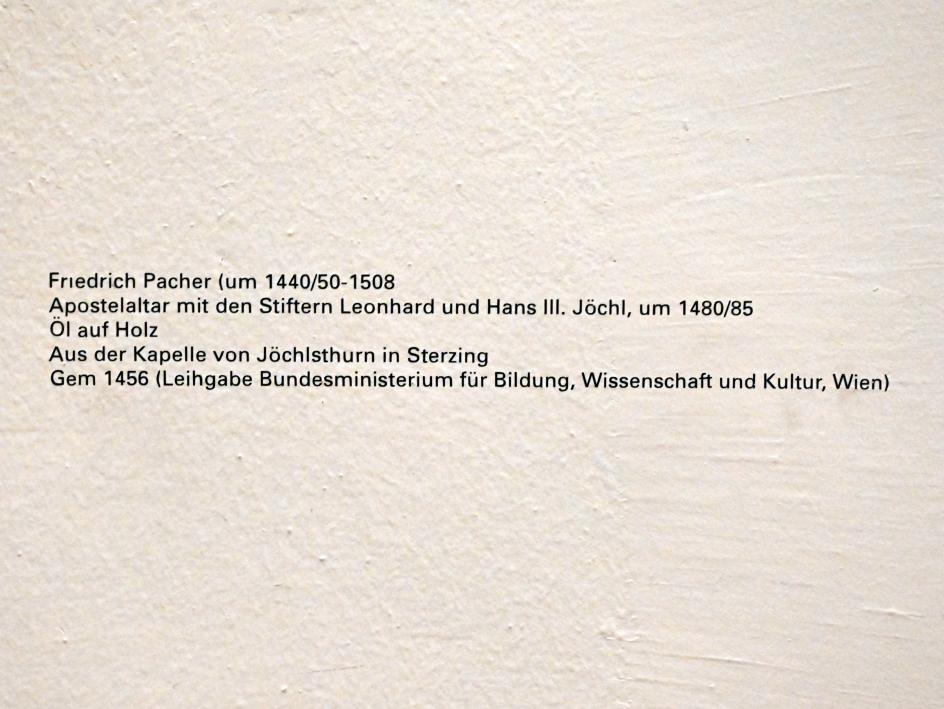 Friedrich Pacher (um 1440/50-1508
Apostelaltar mit den Stiftern Leonhard und Hans III. Jöchl, um 1480/85
Öl auf Holz
Aus der Kapelle von Jöchlsthurn in Sterzing
Gem 1456 (Leihgabe Bundesministerium für Bildung, Wissenschaft und Kultur, Wien)